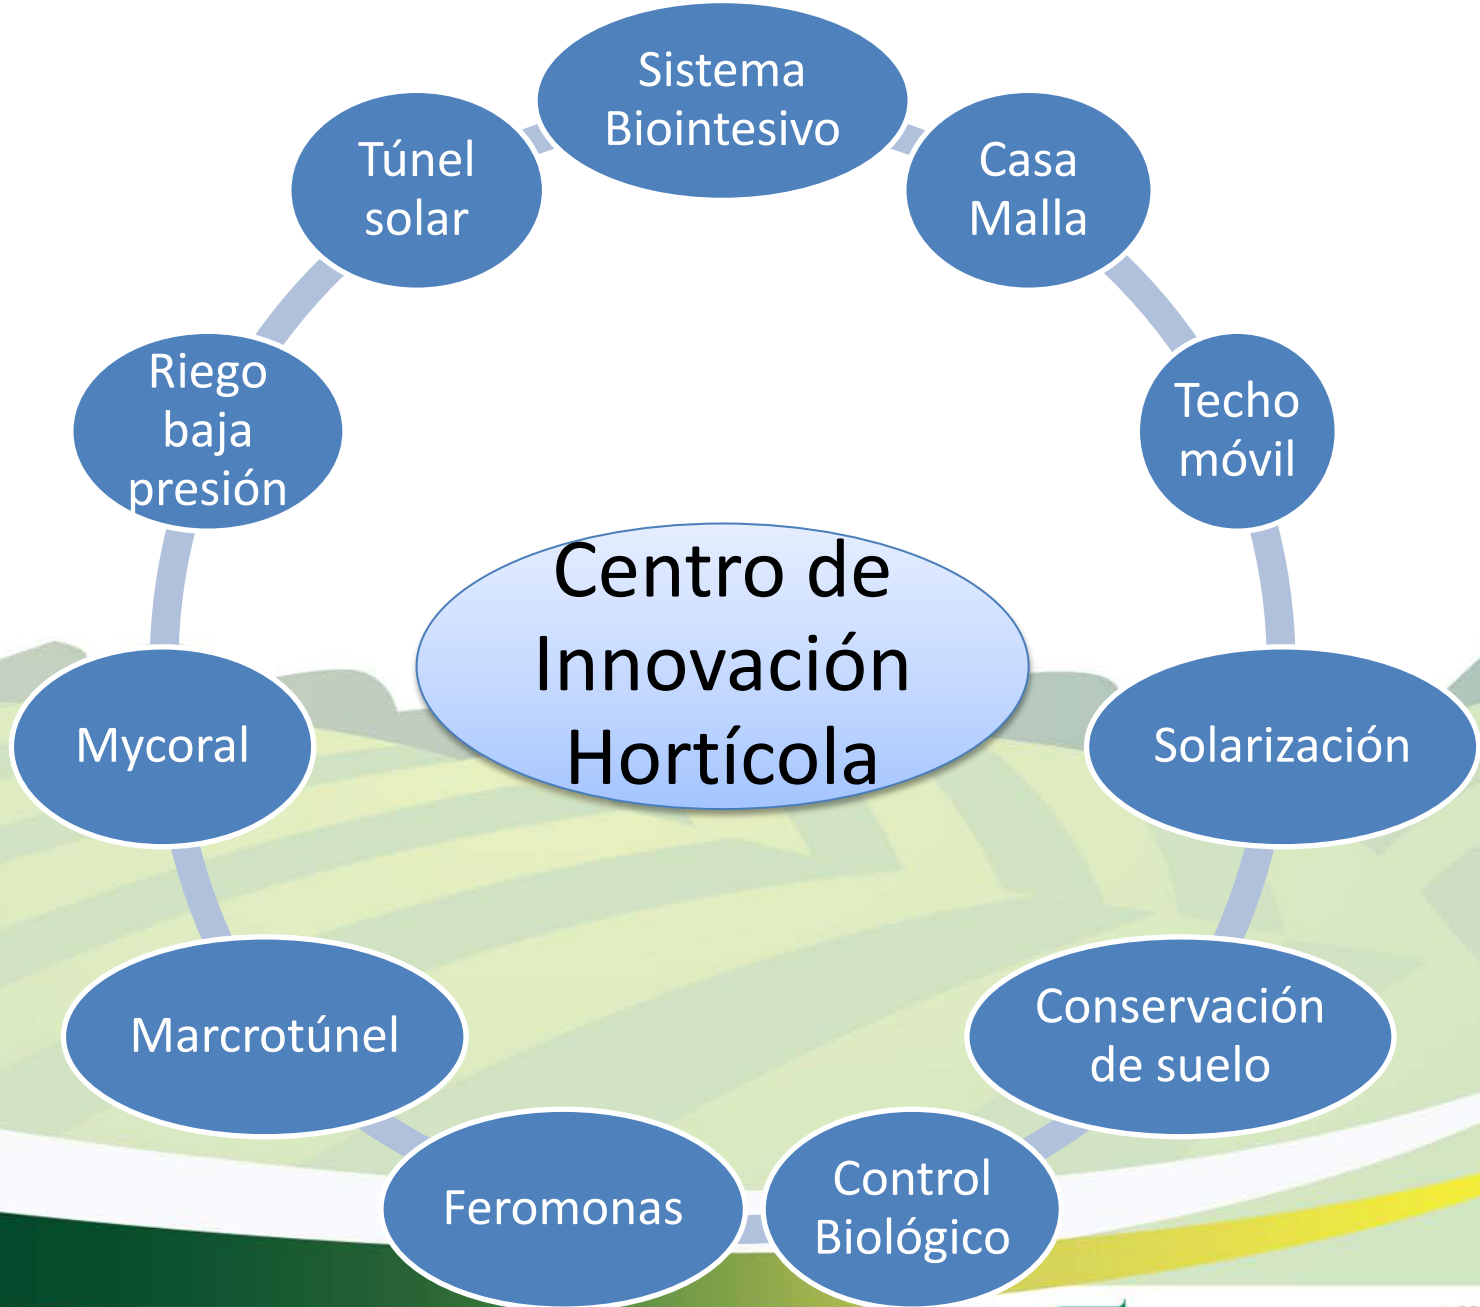 Sistema
Biointesivo
Casa
Malla
Techo
móvil
Solarización
Conservación
de suelo
Control
Biológico
Feromonas
Marcrotúnel
Mycoral
Riego
baja
presión
Túnel
solar
Centro de
Innovación
Hortícola